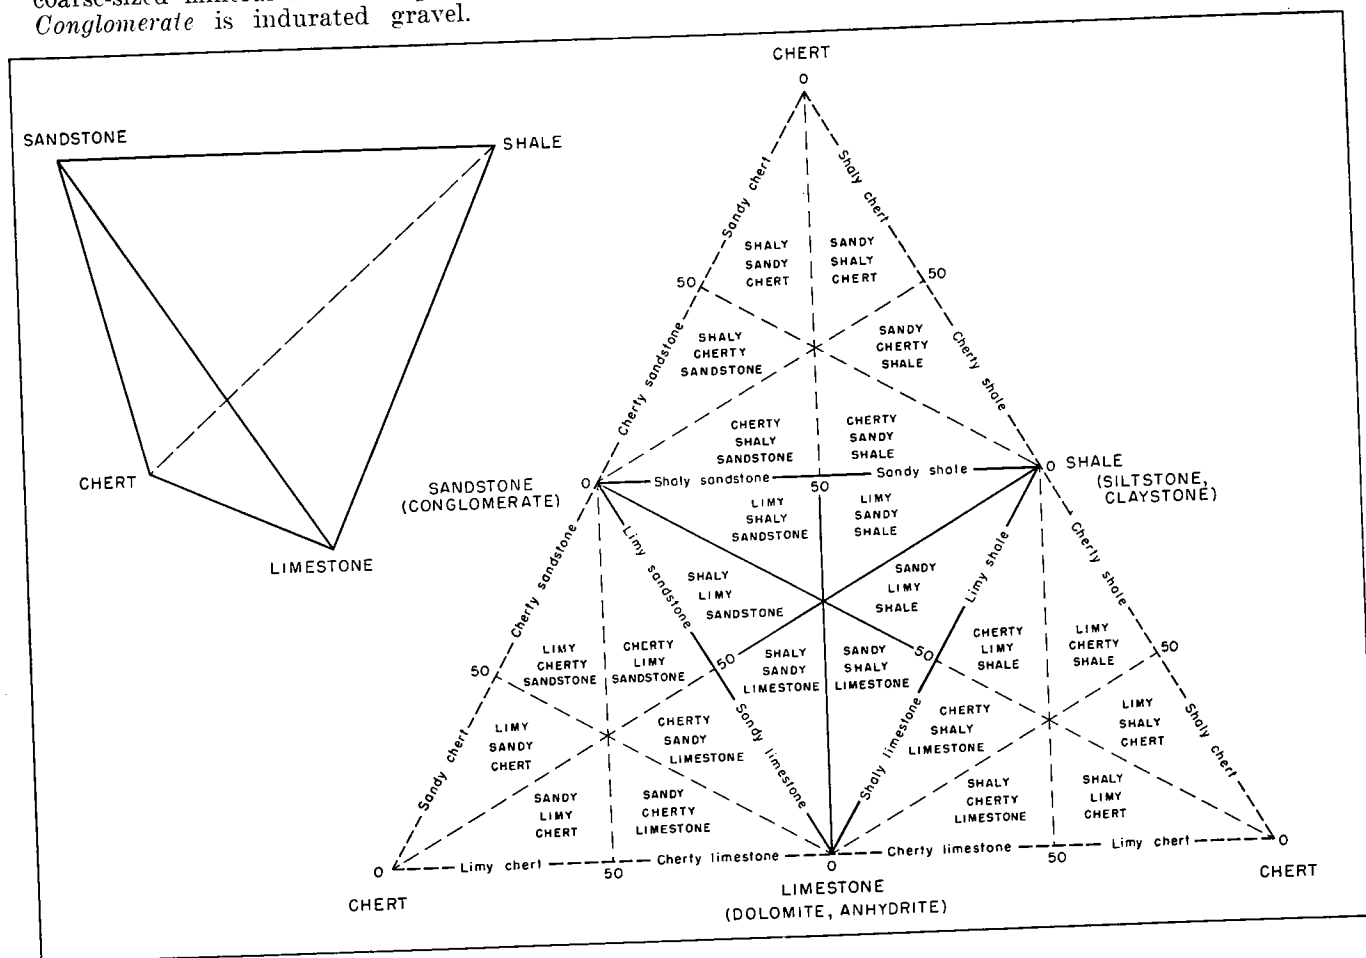 Conglomerate is indurated gravel.
SANDSTONE
SHALE
CHERT
LIMESTONE
CHERT
0
Sandy chert
Shaly chert
SHALY
SANDY
CHERT
SANDY
SHALY
CHERT
50
50
Cherty sandstone
Cherty shale
SHALY
CHERTY
SANDSTONE
SANDY
CHERTY
SHALE
CHERTY
SHALY
SANDSTONE
CHERTY
SANDY
SHALE
SANDSTONE
(CONGLOMERATE)
0
Shaly sandstone
Sandy shale
50
0
SHALE
(SILTSTONE,
CLAYSTONE)
LIMY
SHALY
SANDSTONE
LIMY
SANDY
SHALE
Cherty sandstone
Limy sandstone
Limy shale
Cherty shale
SHALY
LIMY
SANDSTONE
SANDY
LIMY
SHALE
LIMY
CHERTY
SANDSTONE
CHERTY
LIMY
SANDSTONE
SHALY
SANDY
LIMESTONE
SANDY
SHALY
LIMESTONE
CHERTY
LIMY
SHALE
LIMY
CHERTY
SHALE
50
50
50
50
Sandy chert
Sandy limestone
Shaly limestone
Shaly chert
LIMY
SANDY
CHERT
CHERTY
SANDY
LIMESTONE
CHERTY
SHALY
LIMESTONE
LIMY
SHALY
CHERT
SANDY
LIMY
CHERT
SANDY
CHERTY
LIMESTONE
SHALY
CHERTY
LIMESTONE
SHALY
LIMY
CHERT
0
Limy chert
50
Cherty limestone
0
Cherty limestone
50
Limy chert
0
CHERT
LIMESTONE
(DOLOMITE, ANHYDRITE)
CHERT